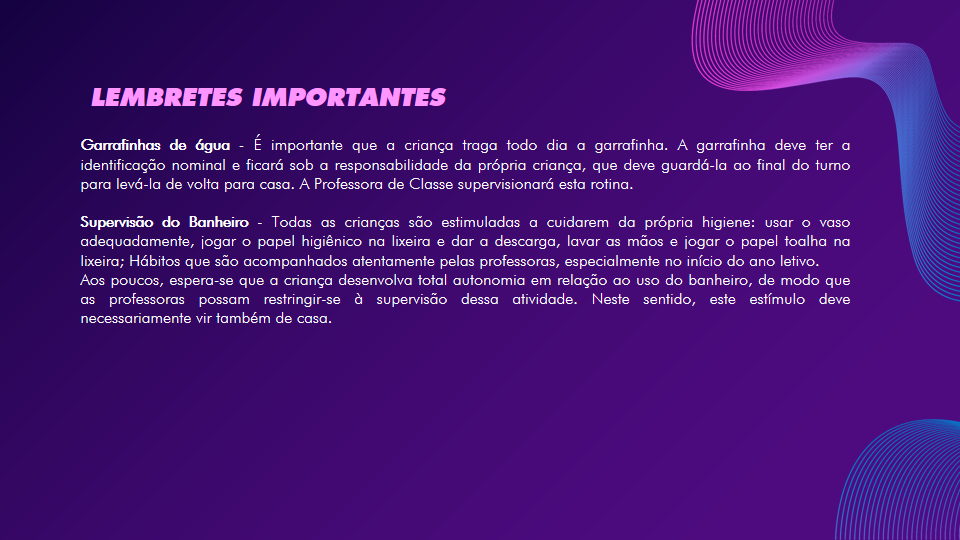 LEMBRETES IMPORTANTES
Garrafinhas de água - É importante que a criança traga todo dia a garrafinha. A garrafinha deve ter a
identificação nominal e ficará sob a responsabilidade da própria criança, que deve guardá-la ao final do turno
para levá-la de volta para casa. A Professora de Classe supervisionará esta rotina.
Supervisão do Banheiro - Todas as crianças são estimuladas a cuidarem da própria higiene: usar o vaso
adequadamente, jogar o papel higiênico na lixeira e dar a descarga, lavar as mãos e jogar o papel toalha na
lixeira; Hábitos que são acompanhados atentamente pelas professoras, especialmente no início do ano letivo.
Aos poucos, espera-se que a criança desenvolva total autonomia em relação ao uso do banheiro, de modo que
as professoras possam restringir-se à supervisão dessa atividade. Neste sentido, este estímulo deve
necessariamente vir também de casa.